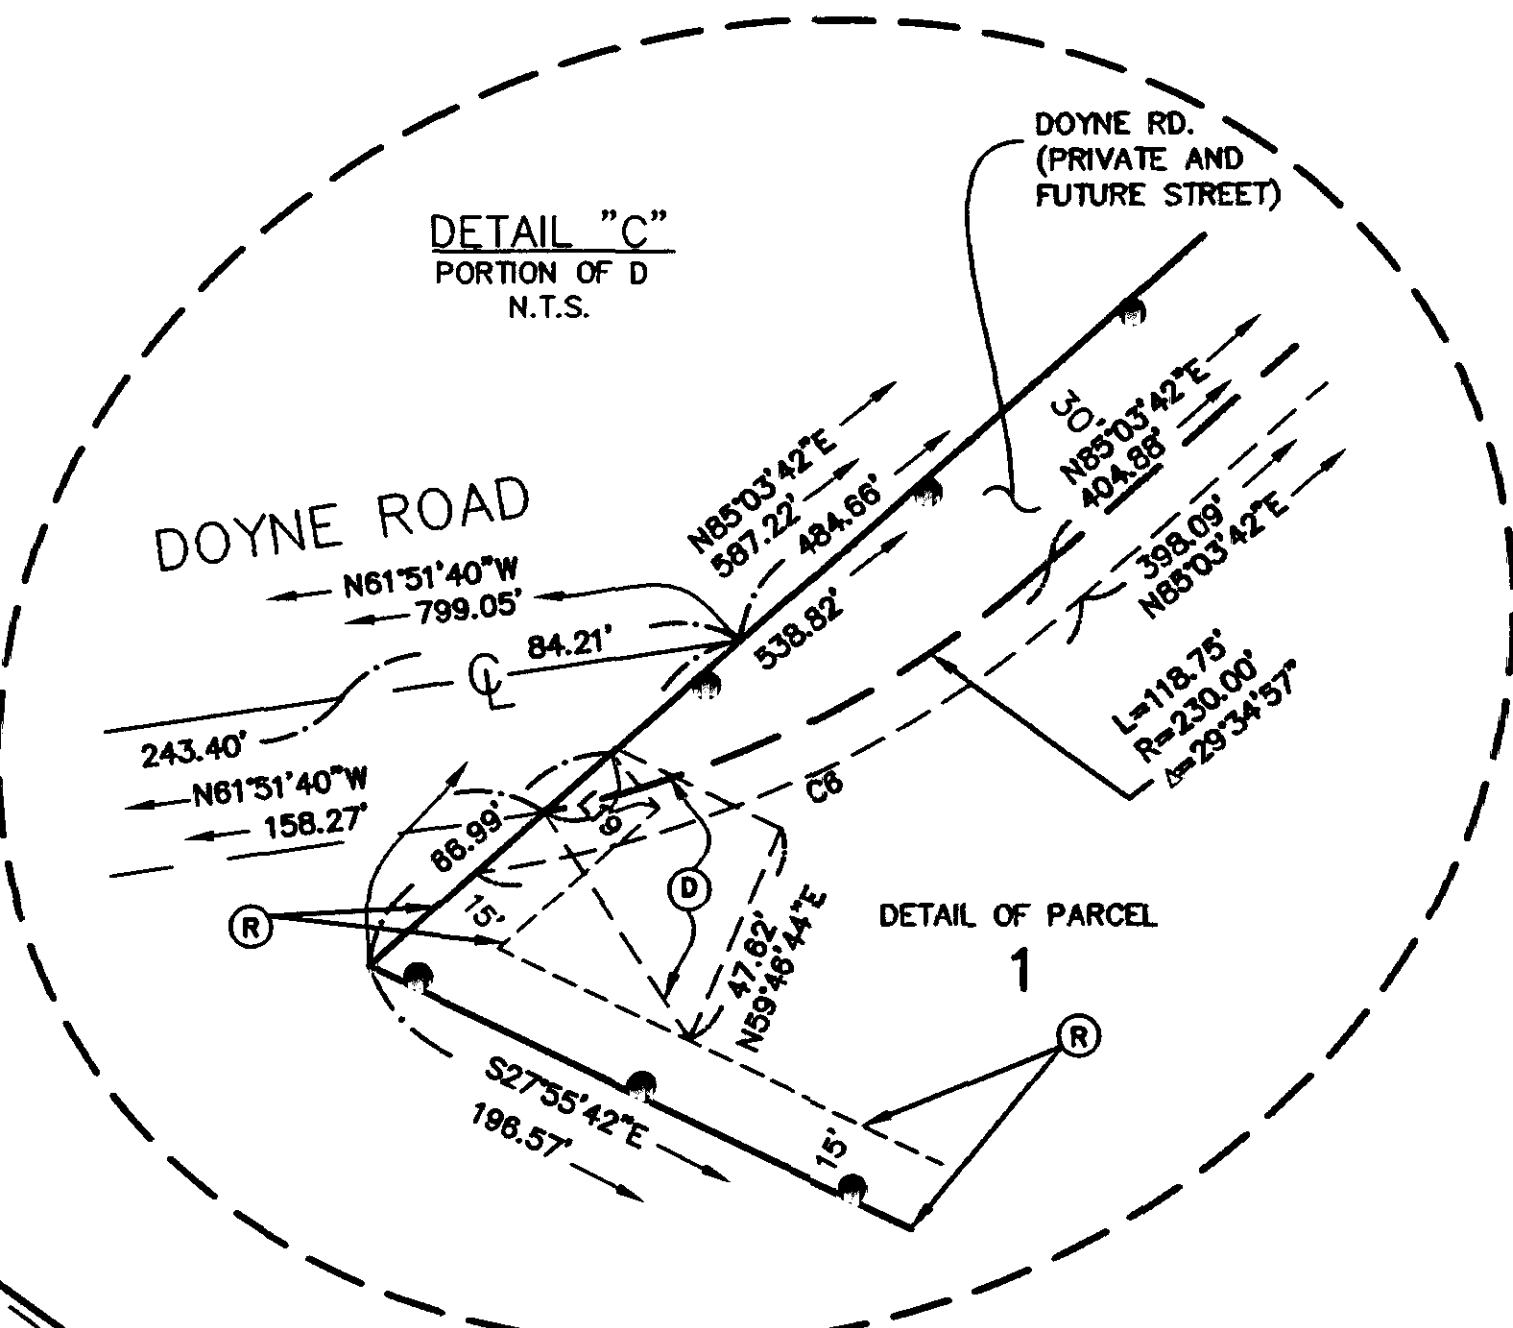 DOYNE RD.
(PRIVATE AND
FUTURE STREET)
DETAIL "C"
PORTION OF D
N.T.S.
30'
N85°03'42"E
404.88'
N85°03'42"E
587.22'
484.66'
DOYNE ROAD
N61°51'40"W
799.05'
84.21'
538.82'
398.09'
N85°03'42"E
L=118.75'
R=230.00'
Δ=29°34'57"
243.40'
N61°51'40"W
158.27'
C6
66.99'
9'
15'
R
D
DETAIL OF PARCEL
1
47.62'
N59°46'44"E
R
S27°55'42"E
196.57'
15'